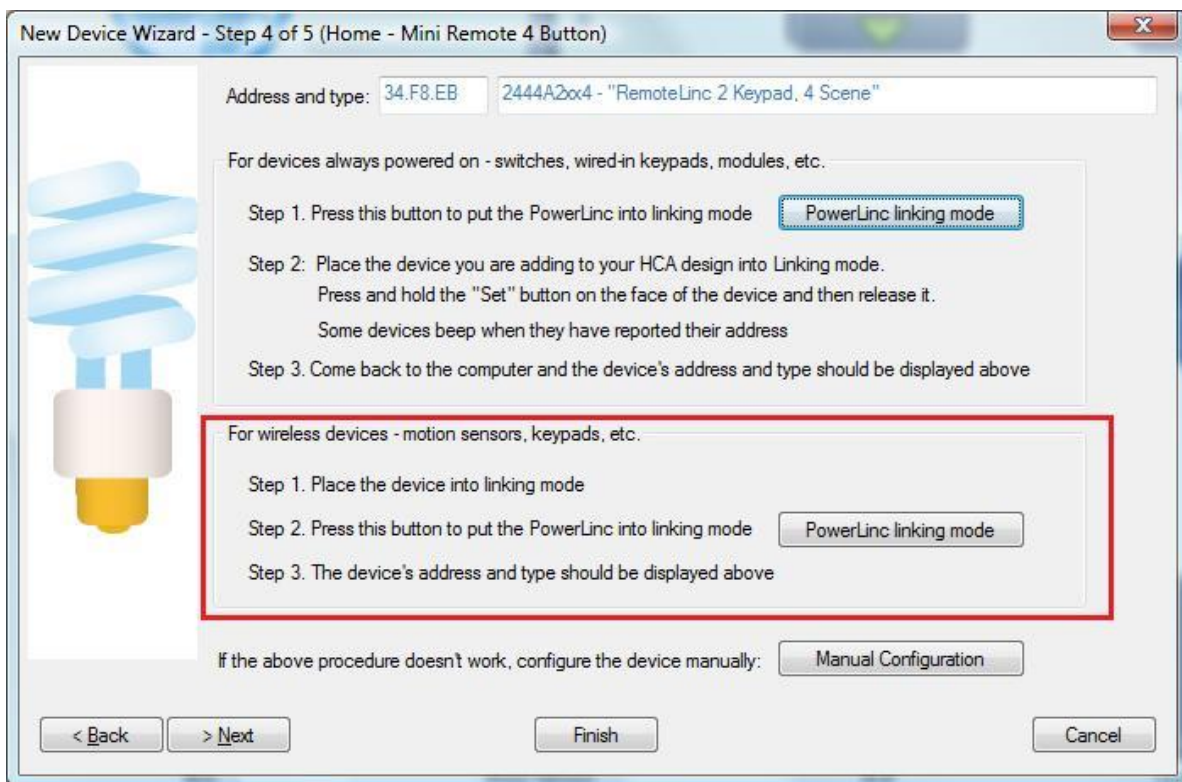 New Device Wizard - Step 4 of 5 (Home - Mini Remote 4 Button)
Address and type: 34.F8.EB 2444A2xx4 - "RemoteLinc 2 Keypad, 4 Scene"
For devices always powered on - switches, wired-in keypads, modules, etc.
Step 1. Press this button to put the PowerLinc into linking mode PowerLinc linking mode
Step 2: Place the device you are adding to your HCA design into Linking mode.
Press and hold the "Set" button on the face of the device and then release it.
Some devices beep when they have reported their address
Step 3. Come back to the computer and the device's address and type should be displayed above
For wireless devices - motion sensors, keypads, etc.
Step 1. Place the device into linking mode
Step 2. Press this button to put the PowerLinc into linking mode PowerLinc linking mode
Step 3. The device's address and type should be displayed above
If the above procedure doesn't work, configure the device manually: Manual Configuration
< Back > Next Finish Cancel